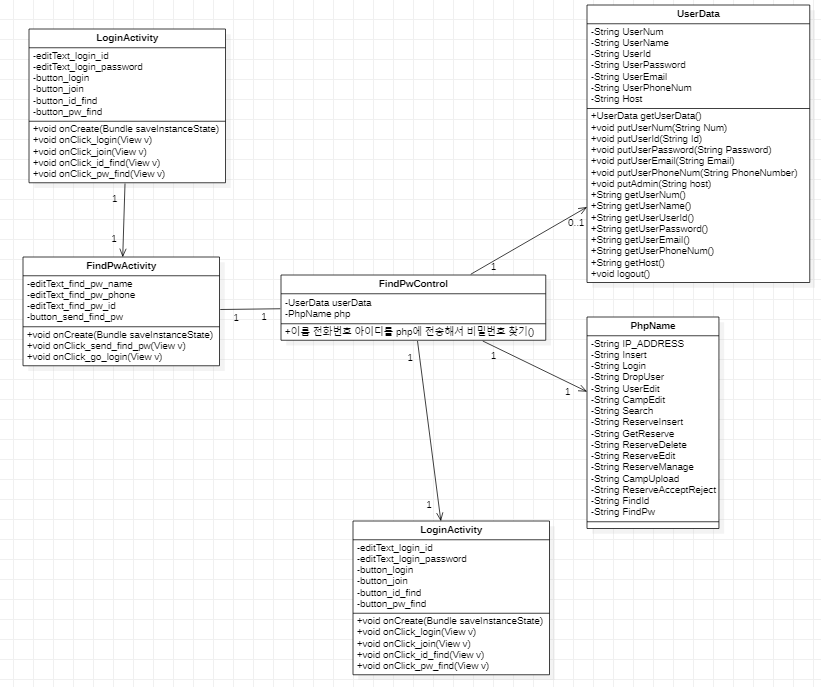 LoginActivity
-editText_login_id
-editText_login_password
-button_login
-button_join
-button_id_find
-button_pw_find
+void onCreate(Bundle saveInstanceState)
+void onClick_login(View v)
+void onClick_join(View v)
+void onClick_id_find(View v)
+void onClick_pw_find(View v)
1
1
FindPwActivity
-editText_find_pw_name
-editText_find_pw_phone
-editText_find_pw_id
-button_send_find_pw
+void onCreate(Bundle saveInstanceState)
+void onClick_send_find_pw(View v)
+void onClick_go_login(View v)
1
1
FindPwControl
-UserData userData
-PhpName php
+이름 전화번호 아이디를 php에 전송해서 비밀번호 찾기()
1
0..1
UserData
-String UserNum
-String UserName
-String UserId
-String UserPassword
-String UserEmail
-String UserPhoneNum
-String Host
+UserData getUserData()
+void putUserNum(String Num)
+void putUserId(String Id)
+void putUserPassword(String Password)
+void putUserEmail(String Email)
+void putUserPhoneNum(String PhoneNumber)
+void putAdmin(String host)
+String getUserNum()
+String getUserName()
+String getUserUserId()
+String getUserPassword()
+String getUserEmail()
+String getUserPhoneNum()
+String getHost()
+void logout()
1
1
PhpName
-String IP_ADDRESS
-String Insert
-String Login
-String DropUser
-String UserEdit
-String CampEdit
-String Search
-String ReserveInsert
-String GetReserve
-String ReserveDelete
-String ReserveEdit
-String ReserveManage
-String CampUpload
-String ReserveAcceptReject
-String FindId
-String FindPw
1
1
LoginActivity
-editText_login_id
-editText_login_password
-button_login
-button_join
-button_id_find
-button_pw_find
+void onCreate(Bundle saveInstanceState)
+void onClick_login(View v)
+void onClick_join(View v)
+void onClick_id_find(View v)
+void onClick_pw_find(View v)